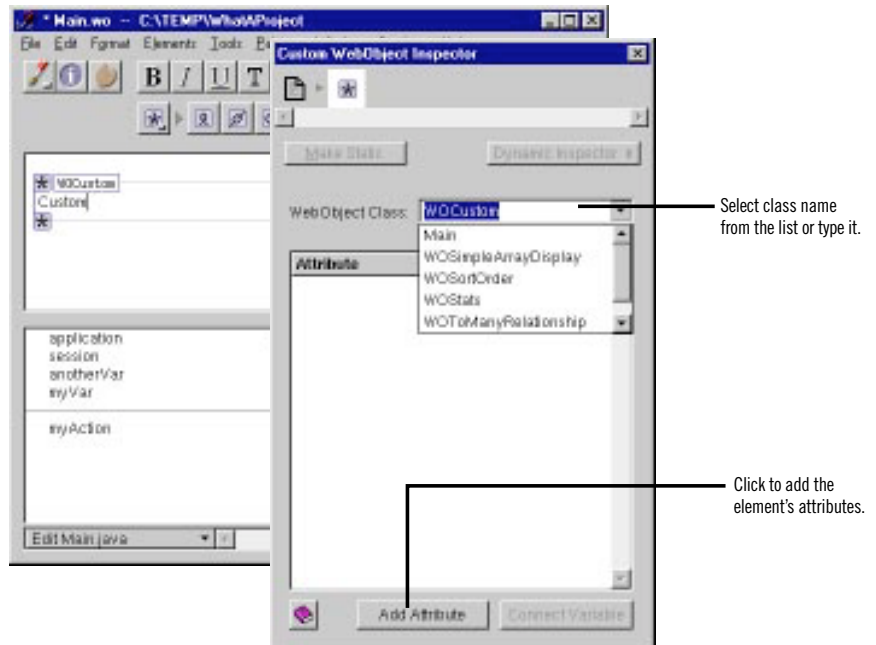 * Main.wo -- C:\TEMP\WhatAProject
File Edit Format Elements Tools
B I U T
WOCustom
Custom
application
session
anotherVar
myVar
myAction
Edit Main.java
Custom WebObject Inspector
Make Static
Dynamic Inspector
WebObject Class:
WOCustom
Main
WOSimpleArrayDisplay
WOSortOrder
WOStats
WOToManyRelationship
Attribute
Add Attribute
Connect Variable
Select class name
from the list or type it.
Click to add the
element's attributes.